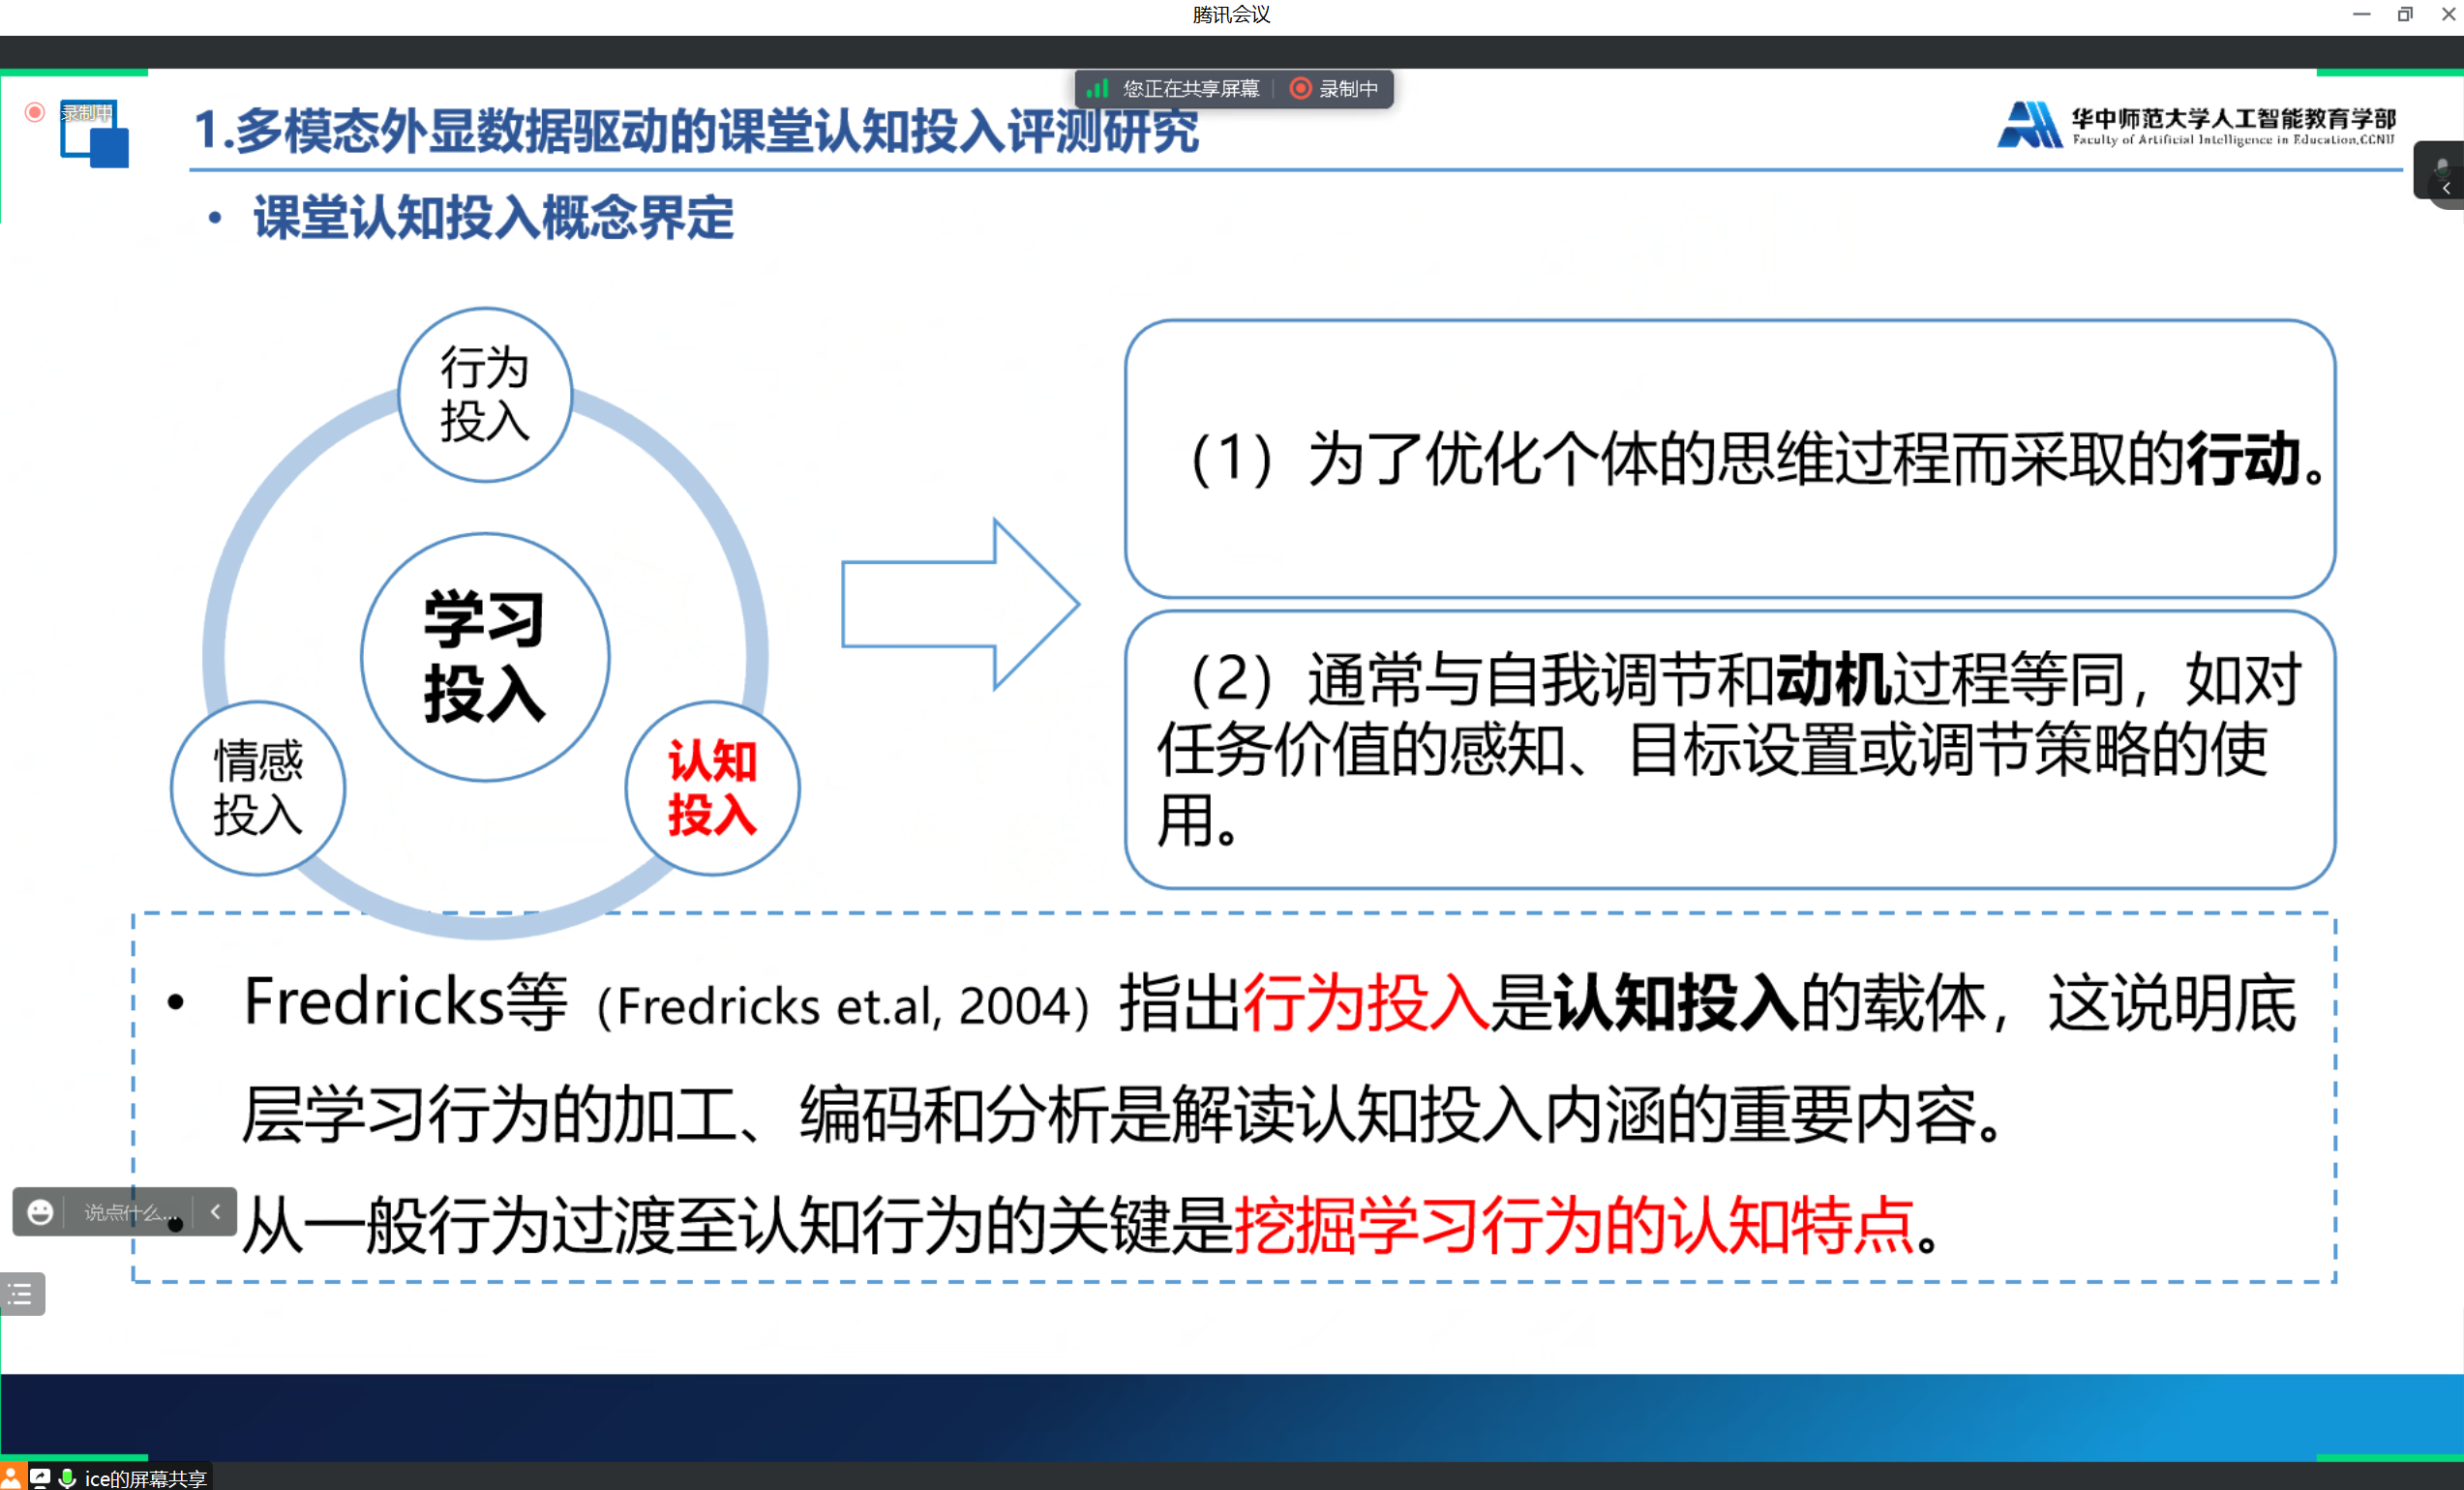 腾讯会议
您正在共享屏幕
录制中
录制中
1.多模态外显数据驱动的课堂认知投入评测研究
华中师范大学人工智能教育学部
Faculty of Artificial Intelligence in Education,CCNU
• 课堂认知投入概念界定
行为
投入
学习
投入
情感
投入
认知
投入
（1）为了优化个体的思维过程而采取的行动。
（2）通常与自我调节和动机过程等同，如对
任务价值的感知、目标设置或调节策略的使
用。
• Fredricks等（Fredricks et.al, 2004）指出行为投入是认知投入的载体，这说明底
层学习行为的加工、编码和分析是解读认知投入内涵的重要内容。
• 从一般行为过渡至认知行为的关键是挖掘学习行为的认知特点。
说点什么...
ice的屏幕共享